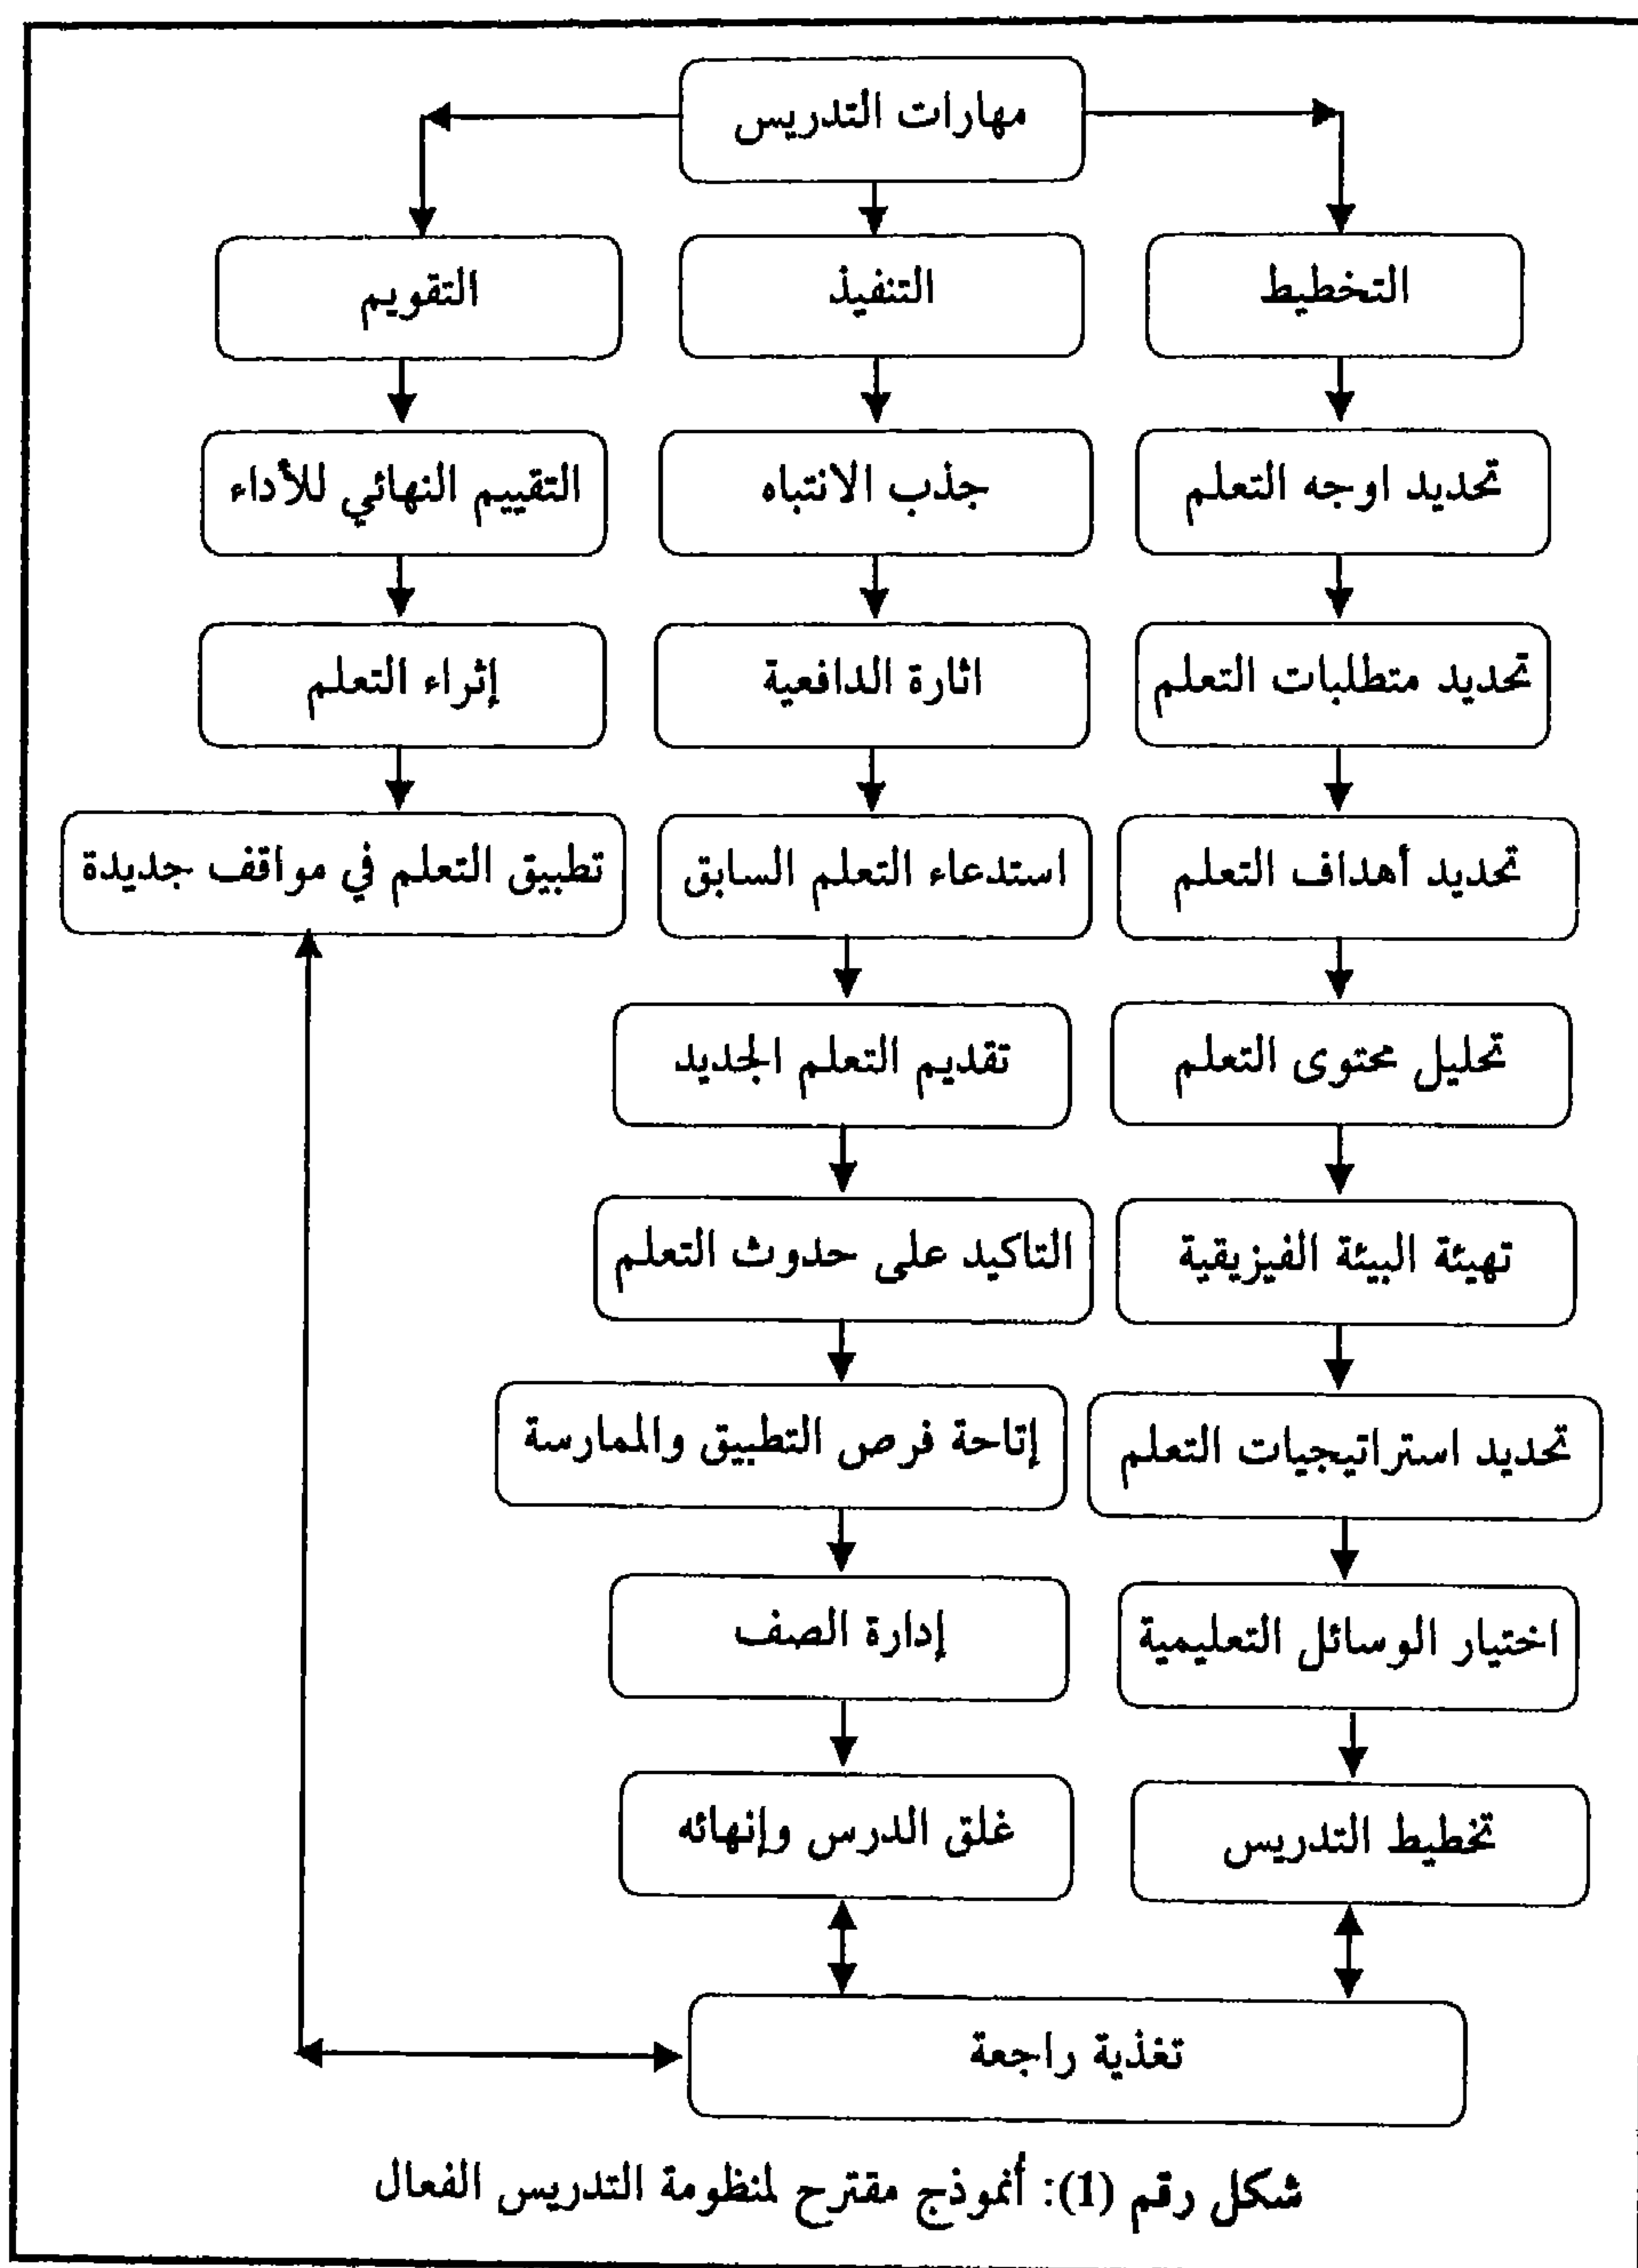 مهارات التدريس
التخطيط
التنفيذ
التقويم
تحديد اوجه التعلم
جذب الانتباه
التقييم النهائي للأداء
تحديد متطلبات التعلم
اثارة الدافعية
إثراء التعلم
تحديد أهداف التعلم
استدعاء التعلم السابق
تطبيق التعلم في مواقف جديدة
تحليل محتوى التعلم
تقديم التعلم الجديد
تهيئة البيئة الفيزيقية
التاكيد على حدوث التعلم
تحديد استراتيجيات التعلم
إتاحة فرص التطبيق والممارسة
اختيار الوسائل التعليمية
إدارة الصف
تخطيط التدريس
غلق الدرس وإنهائه
تغذية راجعة
شكل رقم (1): أنموذج مقترح لمنظومة التدريس الفعال